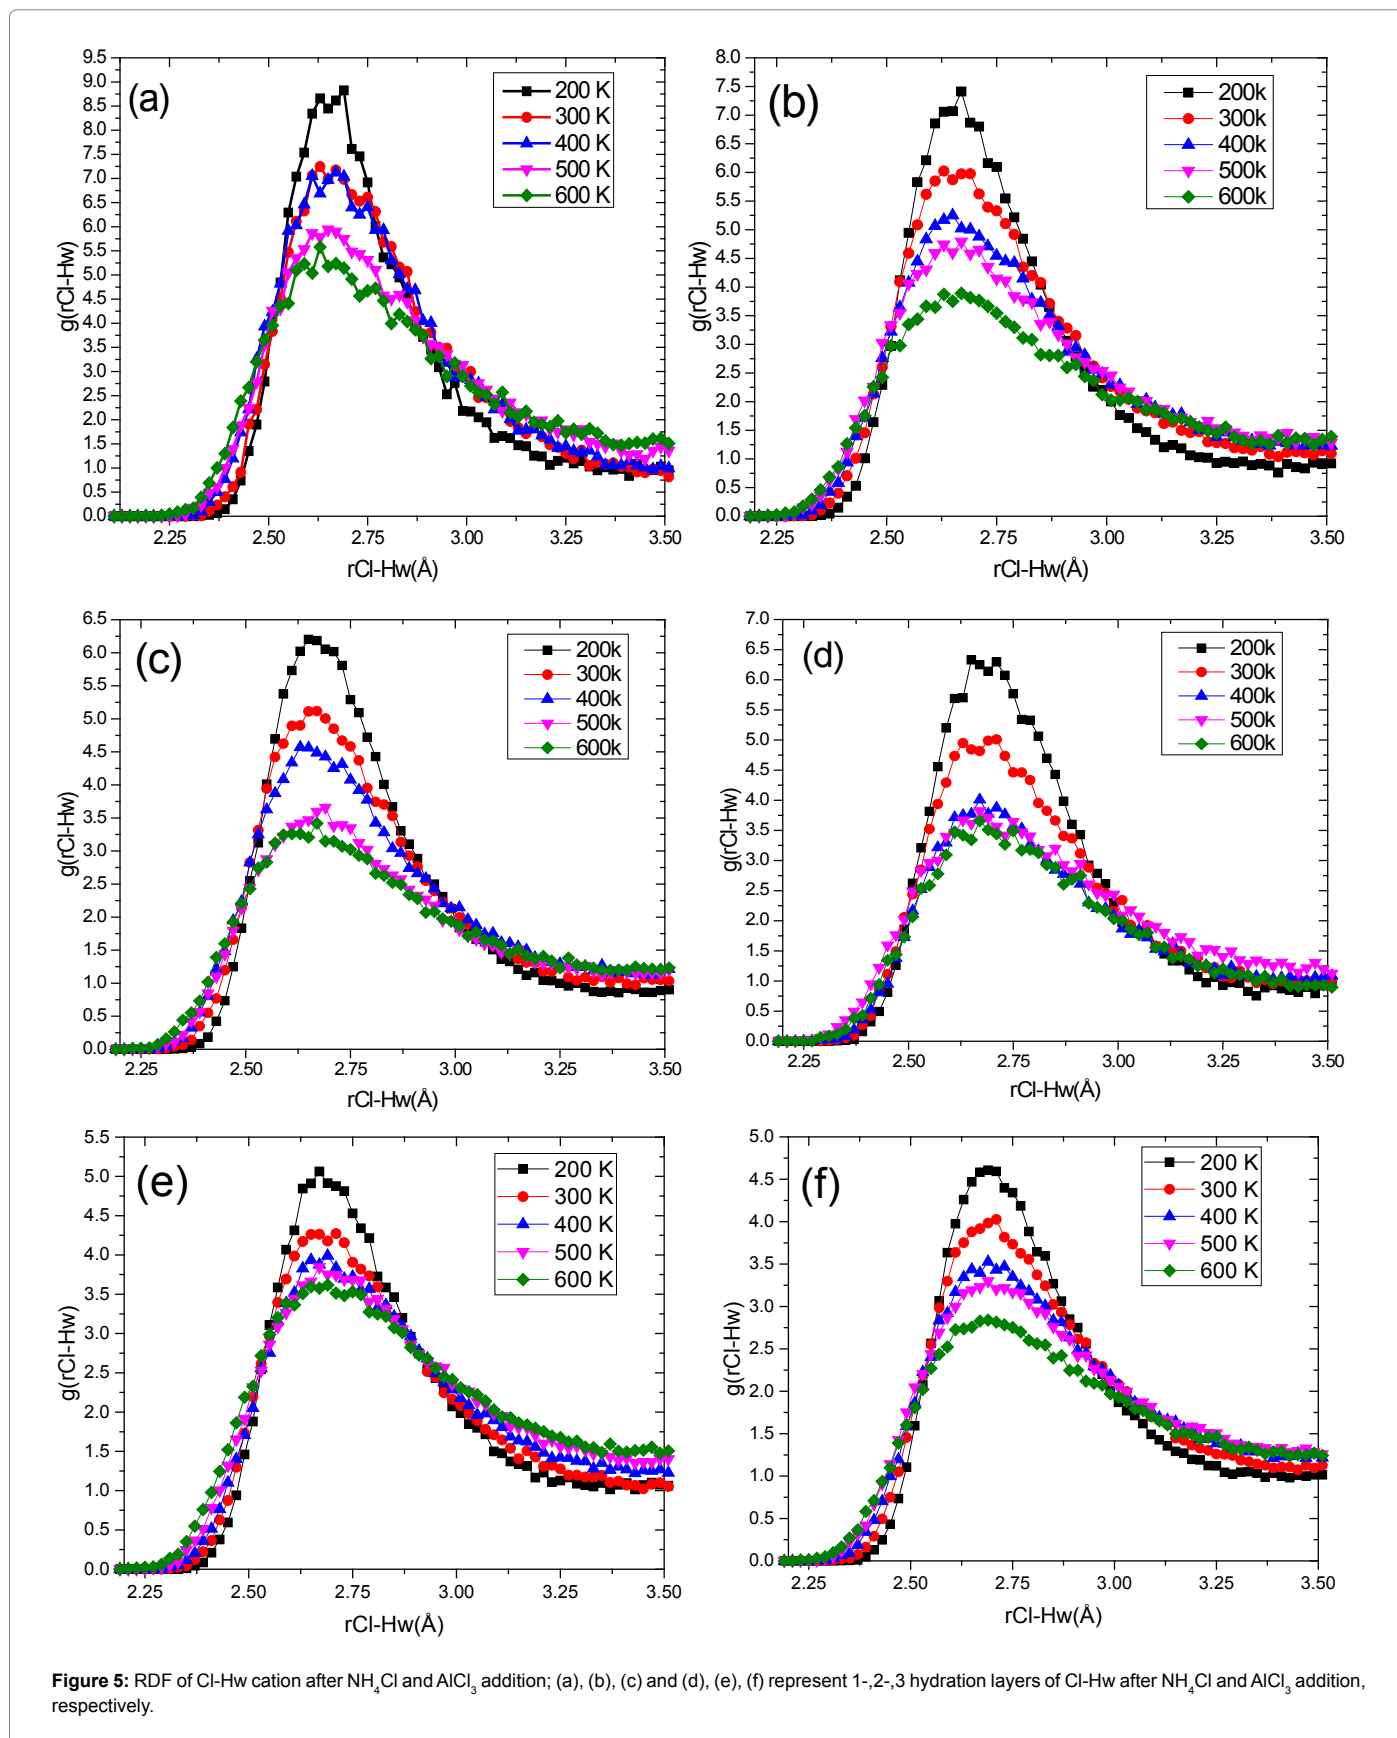 (a)
9.5
9.0
8.5
8.0
7.5
7.0
6.5
6.0
5.5
5.0
4.5
4.0
3.5
3.0
2.5
2.0
1.5
1.0
0.5
0.0
g(rCl-Hw)
200 K
300 K
400 K
500 K
600 K
2.25 2.50 2.75 3.00 3.25 3.50
rCl-Hw(Å)
(b)
8.0
7.5
7.0
6.5
6.0
5.5
5.0
4.5
4.0
3.5
3.0
2.5
2.0
1.5
1.0
0.5
0.0
g(rCl-Hw)
200k
300k
400k
500k
600k
2.25 2.50 2.75 3.00 3.25 3.50
rCl-Hw(Å)
(c)
6.5
6.0
5.5
5.0
4.5
4.0
3.5
3.0
2.5
2.0
1.5
1.0
0.5
0.0
g(rCl-Hw)
200k
300k
400k
500k
600k
2.25 2.50 2.75 3.00 3.25 3.50
rCl-Hw(Å)
(d)
7.0
6.5
6.0
5.5
5.0
4.5
4.0
3.5
3.0
2.5
2.0
1.5
1.0
0.5
0.0
g(rCl-Hw)
200k
300k
400k
500k
600k
2.25 2.50 2.75 3.00 3.25 3.50
rCl-Hw(Å)
(e)
5.5
5.0
4.5
4.0
3.5
3.0
2.5
2.0
1.5
1.0
0.5
0.0
g(rCl-Hw)
200 K
300 K
400 K
500 K
600 K
2.25 2.50 2.75 3.00 3.25 3.50
rCl-Hw(Å)
(f)
5.0
4.5
4.0
3.5
3.0
2.5
2.0
1.5
1.0
0.5
0.0
g(rCl-Hw)
200 K
300 K
400 K
500 K
600 K
2.25 2.50 2.75 3.00 3.25 3.50
rCl-Hw(Å)
Figure 5: RDF of Cl-Hw cation after NH₄Cl and AlCl₃ addition; (a), (b), (c) and (d), (e), (f) represent 1-,2-,3 hydration layers of Cl-Hw after NH₄Cl and AlCl₃ addition,
respectively.